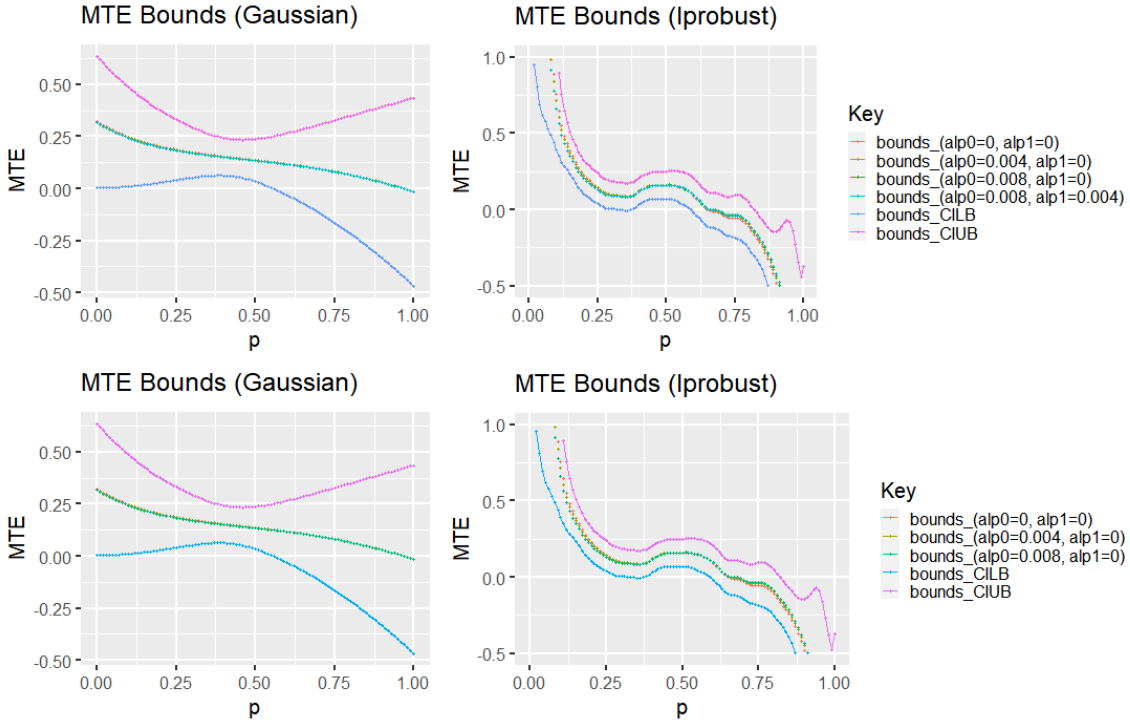 MTE Bounds (Gaussian)
MTE
0.50
0.25
0.00
-0.25
-0.50
0.00 0.25 0.50 0.75 1.00
p
MTE Bounds (lprobust)
MTE
1.0
0.5
0.0
-0.5
0.00 0.25 0.50 0.75 1.00
p
Key
bounds_(alp0=0, alp1=0)
bounds_(alp0=0.004, alp1=0)
bounds_(alp0=0.008, alp1=0)
bounds_(alp0=0.008, alp1=0.004)
bounds_CILB
bounds_CIUB
MTE Bounds (Gaussian)
MTE
0.50
0.25
0.00
-0.25
-0.50
0.00 0.25 0.50 0.75 1.00
p
MTE Bounds (lprobust)
MTE
1.0
0.5
0.0
-0.5
0.00 0.25 0.50 0.75 1.00
p
Key
bounds_(alp0=0, alp1=0)
bounds_(alp0=0.004, alp1=0)
bounds_(alp0=0.008, alp1=0)
bounds_CILB
bounds_CIUB